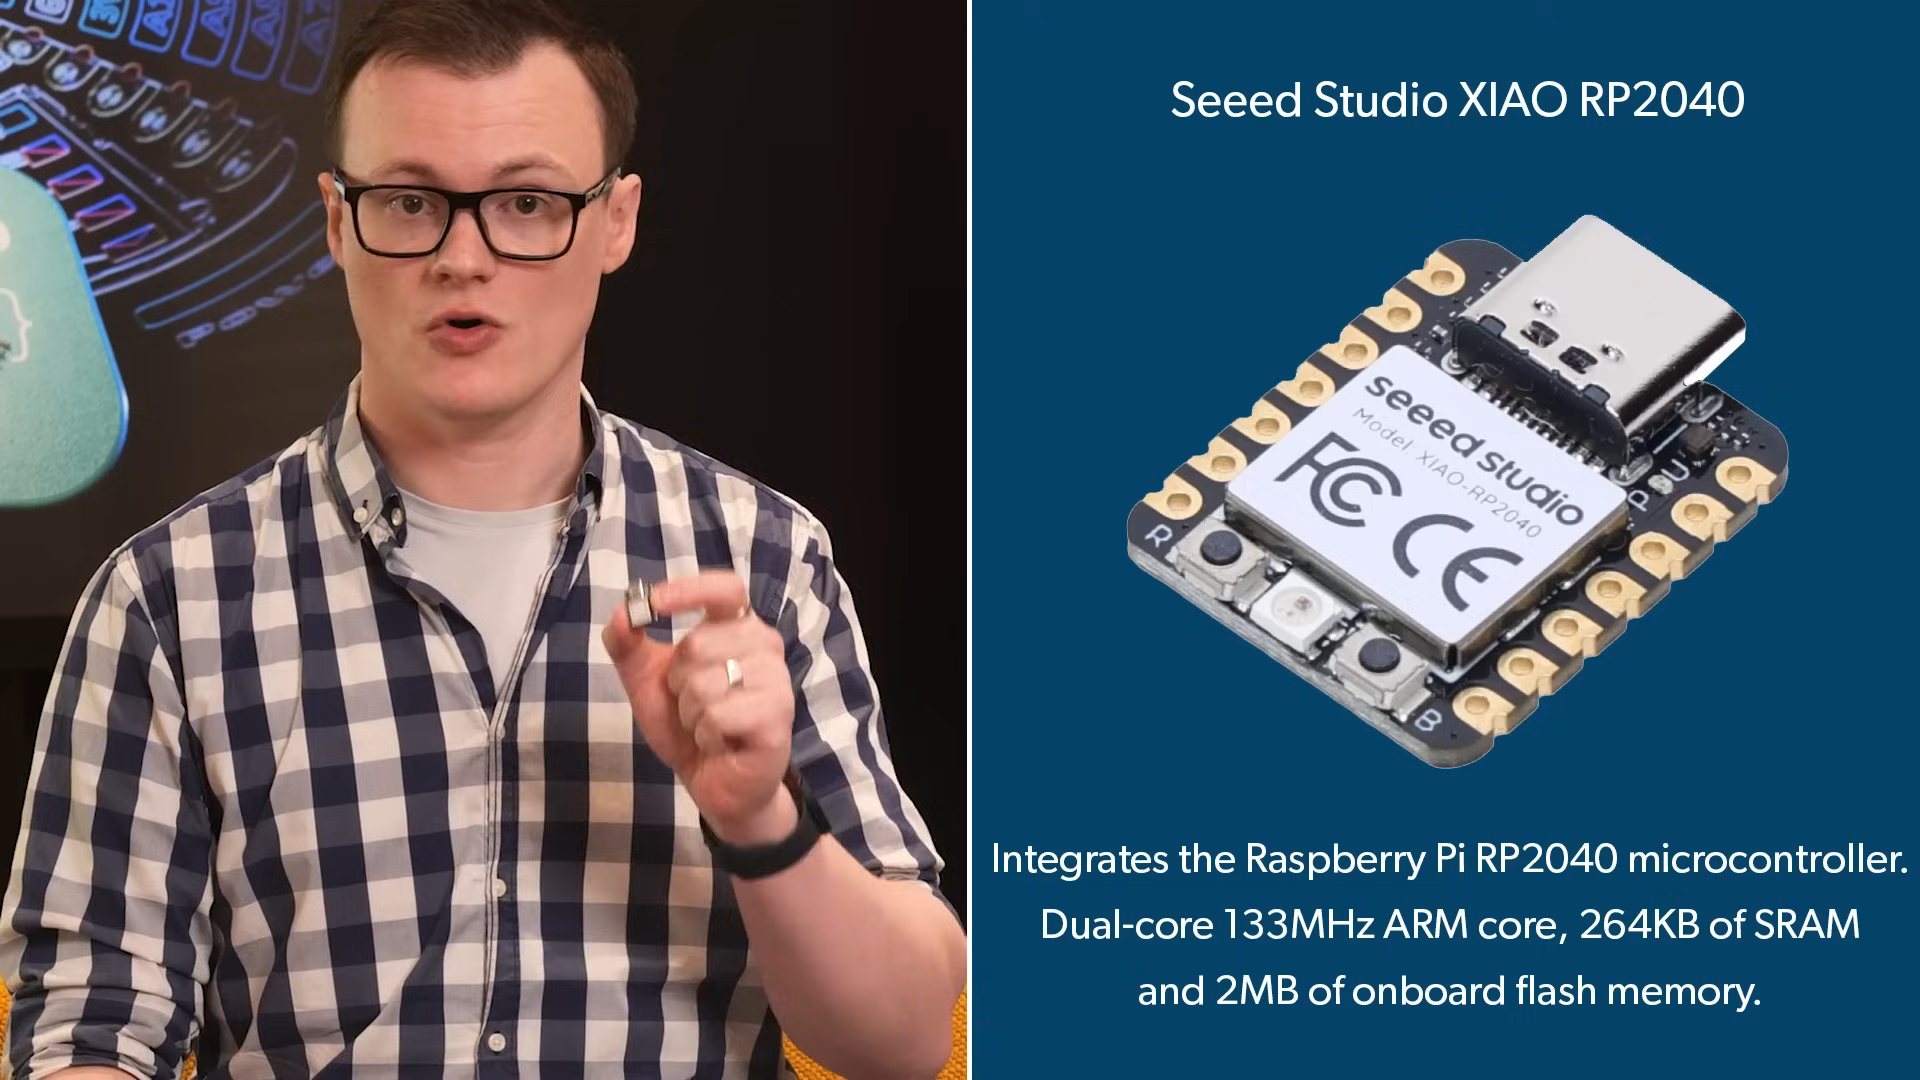 Seeed Studio XIAO RP2040
seeed studio
Model XIAO-RP2040
FCC CE
R
B
Integrates the Raspberry Pi RP2040 microcontroller.
Dual-core 133MHz ARM core, 264KB of SRAM
and 2MB of onboard flash memory.